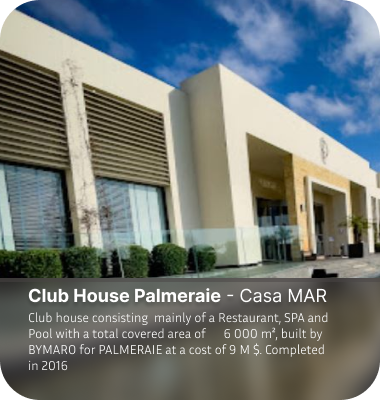 Club House Palmeraie - Casa MAR
Club house consisting mainly of a Restaurant, SPA and
Pool with a total covered area of 6 000 m², built by
BYMARO for PALMERAIE at a cost of 9 M $. Completed
in 2016